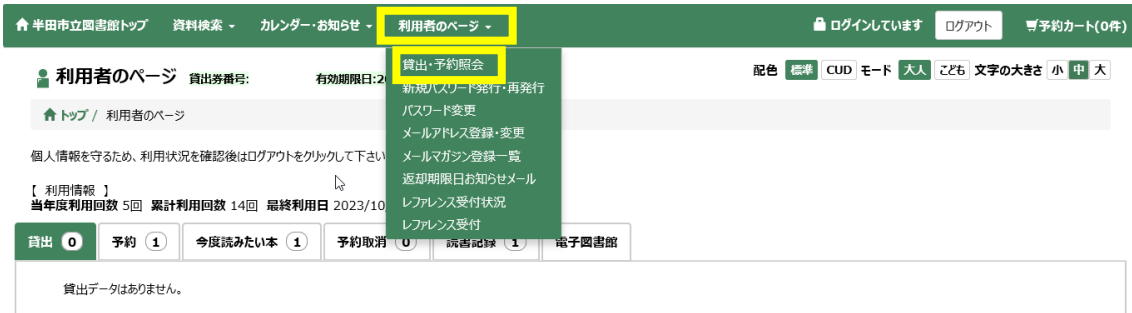 半田市立図書館トップ 資料検索 カレンダー・お知らせ 利用者のページ ログインしています ログアウト 予約カート(0件)
利用者のページ 貸出券番号: 有効期限日:2
配色 標準 CUD モード 大人 こども 文字の大きさ 小 中 大
貸出・予約照会
新規パスワード発行・再発行
パスワード変更
メールアドレス登録・変更
メールマガジン登録一覧
返却期限日お知らせメール
レファレンス受付状況
レファレンス受付
トップ / 利用者のページ
個人情報を守るため、利用状況を確認後はログアウトをクリックして下さい
【 利用情報 】
当年度利用回数 5回 累計利用回数 14回 最終利用日 2023/10
貸出 0 予約 1 今度読みたい本 1 予約取消 0 読書記録 1 電子図書館
貸出データはありません。